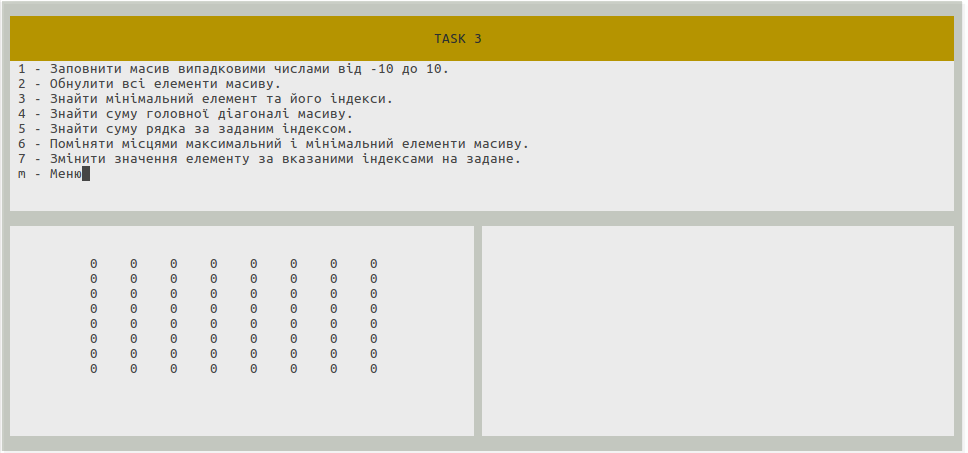 TASK 3
1 - Заповнити масив випадковими числами від -10 до 10.
2 - Обнулити всі елементи масиву.
3 - Знайти мінімальний елемент та його індекси.
4 - Знайти суму головної діагоналі масиву.
5 - Знайти суму рядка за заданим індексом.
6 - Поміняти місцями максимальний і мінімальний елементи масиву.
7 - Змінити значення елементу за вказаними індексами на задане.
m - Меню
0 0 0 0 0 0 0 0
0 0 0 0 0 0 0 0
0 0 0 0 0 0 0 0
0 0 0 0 0 0 0 0
0 0 0 0 0 0 0 0
0 0 0 0 0 0 0 0
0 0 0 0 0 0 0 0
0 0 0 0 0 0 0 0